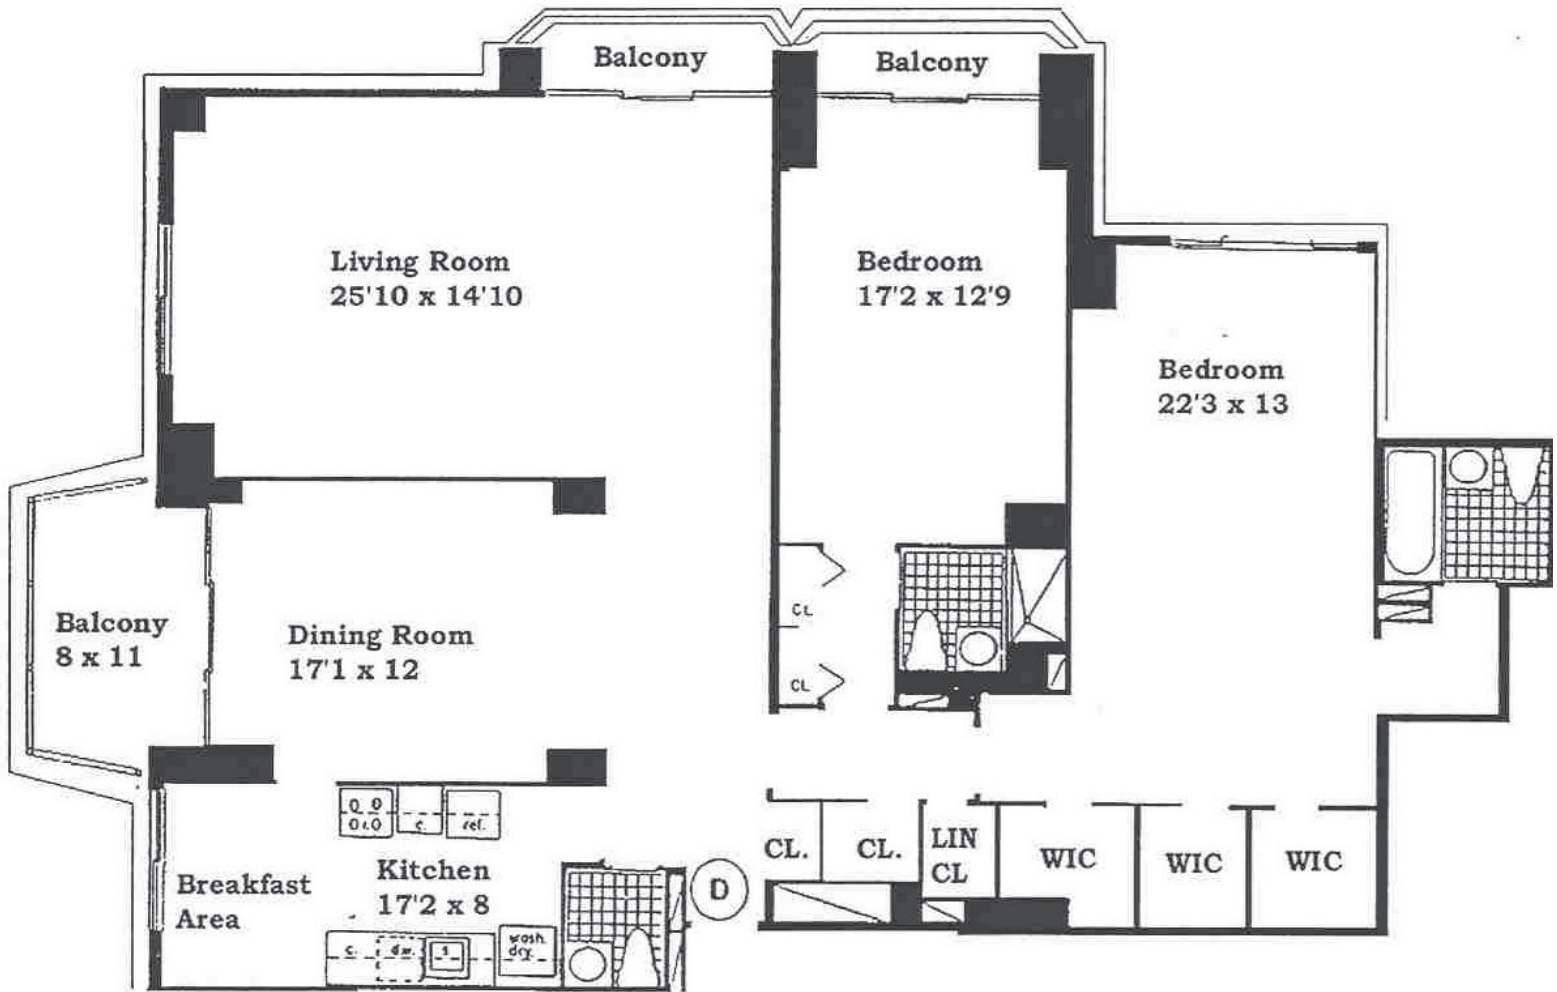 Balcony
Balcony
Living Room
25'10 x 14'10
Bedroom
17'2 x 12'9
Bedroom
22'3 x 13
Balcony
8 x 11
Dining Room
17'1 x 12
CL
CL
Breakfast
Area
Kitchen
17'2 x 8
c.
ref.
c.
dw.
s
wash.
dry.
D
CL.
CL.
LIN
CL
WIC
WIC
WIC